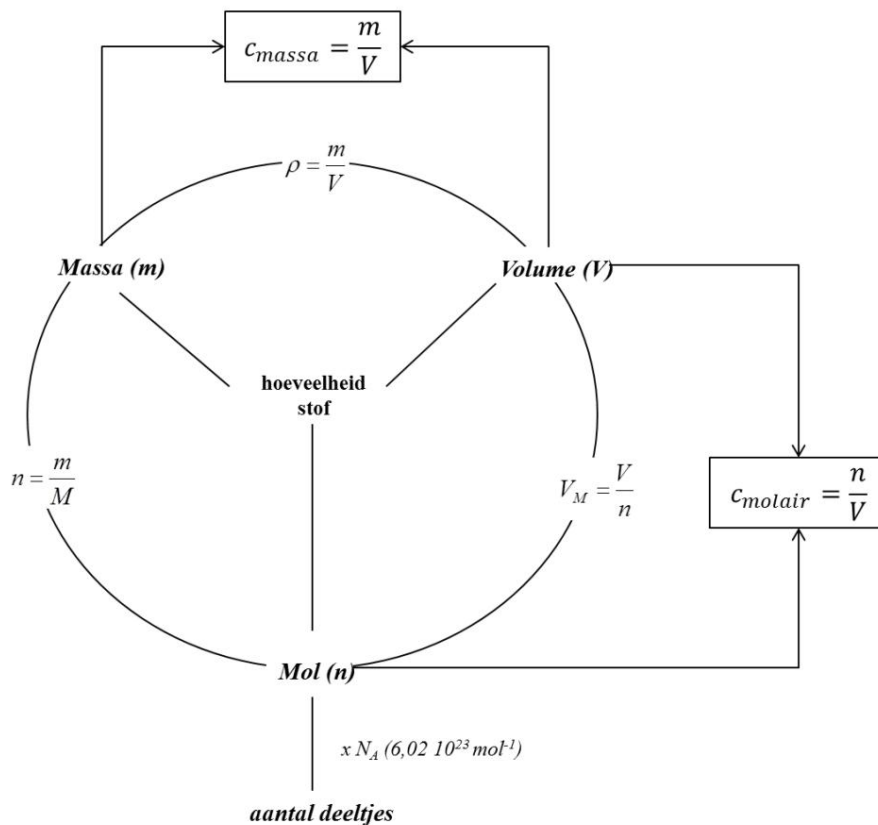 c_massa = m/V
ρ = m/V
Massa (m)
Volume (V)
hoeveelheid
stof
n = m/M
V_M = V/n
c_molair = n/V
Mol (n)
x N_A (6,02 10^23 mol^-1)
aantal deeltjes